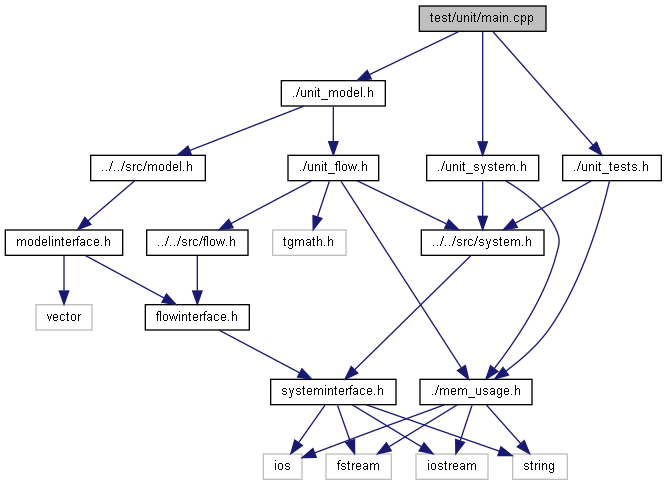 test/unit/main.cpp
./unit_model.h
../../src/model.h
./unit_flow.h
./unit_system.h
./unit_tests.h
modelinterface.h
../../src/flow.h
tgmath.h
../../src/system.h
vector
flowinterface.h
systeminterface.h
./mem_usage.h
ios
fstream
iostream
string